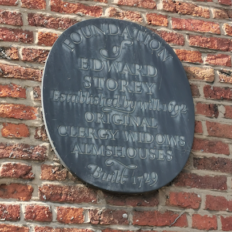 FOUNDATION
of
EDWARD
STOREY
ORIGINAL
CLERGY WIDOWS
ALMSHOUSES
Built